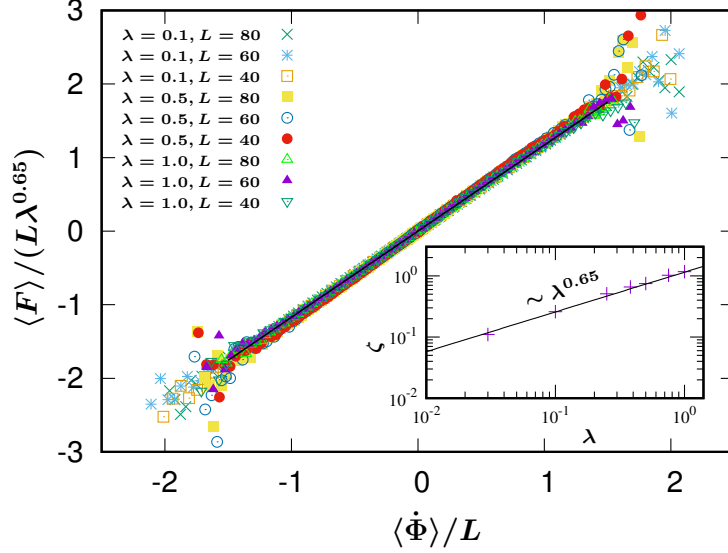 3
2
1
0
-1
-2
-3
⟨F⟩/(Lλ^0.65)
λ = 0.1, L = 80
λ = 0.1, L = 60
λ = 0.1, L = 40
λ = 0.5, L = 80
λ = 0.5, L = 60
λ = 0.5, L = 40
λ = 1.0, L = 80
λ = 1.0, L = 60
λ = 1.0, L = 40
10^0
10^-1
10^-2
ζ
∼ λ^0.65
10^-2
10^-1
10^0
λ
-2
-1
0
1
2
⟨Φ̇⟩/L